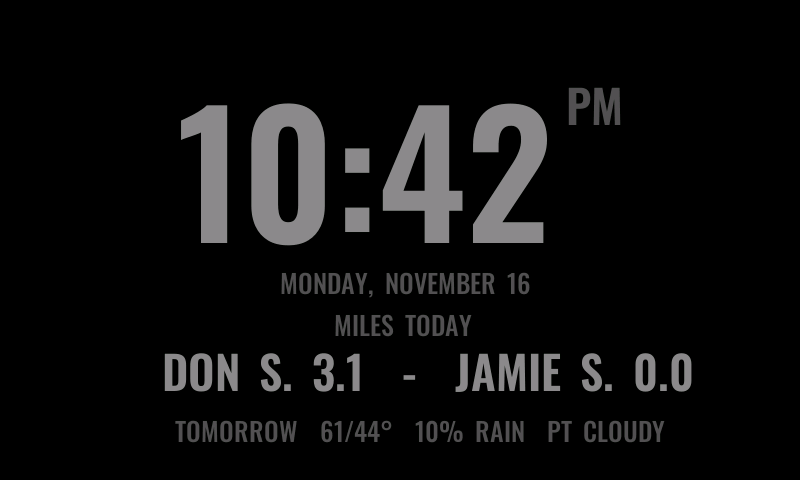 10:42 PM
MONDAY, NOVEMBER 16
MILES TODAY
DON S. 3.1 - JAMIE S. 0.0
TOMORROW 61/44° 10% RAIN PT CLOUDY